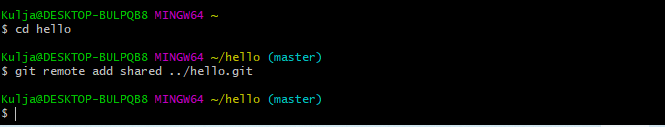 Kulja@DESKTOP-BULPQB8 MINGW64 ~
$ cd hello
Kulja@DESKTOP-BULPQB8 MINGW64 ~/hello (master)
$ git remote add shared ../hello.git
Kulja@DESKTOP-BULPQB8 MINGW64 ~/hello (master)
$